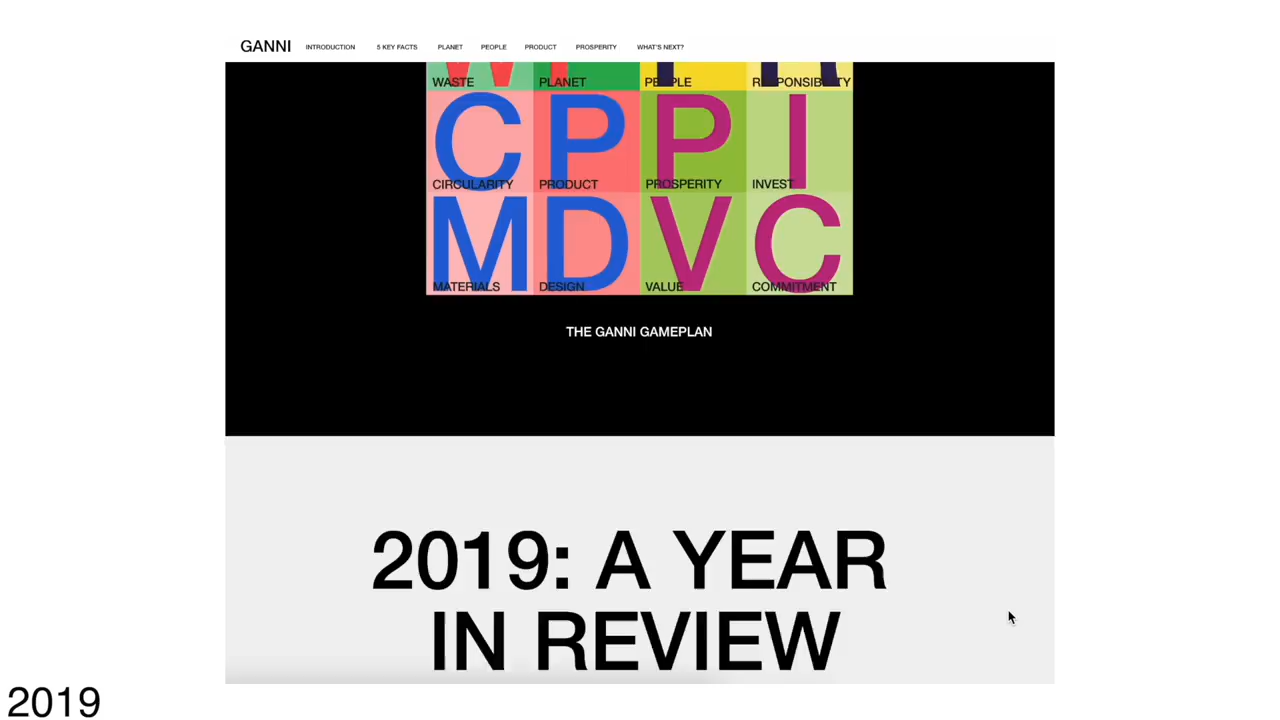 GANNI INTRODUCTION 5 KEY FACTS PLANET PEOPLE PRODUCT PROSPERITY WHAT'S NEXT?
WASTE PLANET PEOPLE RESPONSIBILITY
C P P I
CIRCULARITY PRODUCT PROSPERITY INVEST
M D V C
MATERIALS DESIGN VALUE COMMITMENT
THE GANNI GAMEPLAN
2019: A YEAR
IN REVIEW
2019